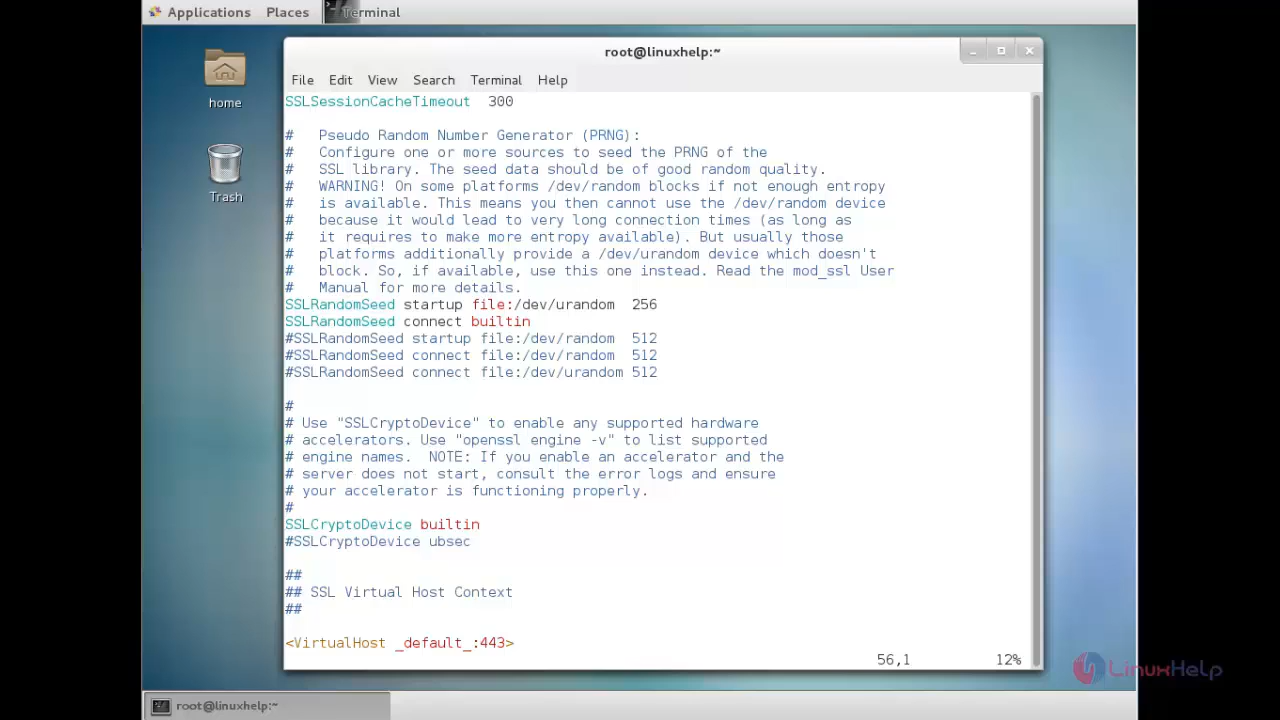 Applications Places Terminal
root@linuxhelp:~
home
Trash
File Edit View Search Terminal Help
SSLSessionCacheTimeout  300
#   Pseudo Random Number Generator (PRNG):
#   Configure one or more sources to seed the PRNG of the
#   SSL library. The seed data should be of good random quality.
#   WARNING! On some platforms /dev/random blocks if not enough entropy
#   is available. This means you then cannot use the /dev/random device
#   because it would lead to very long connection times (as long as
#   it requires to make more entropy available). But usually those
#   platforms additionally provide a /dev/urandom device which doesn't
#   block. So, if available, use this one instead. Read the mod_ssl User
#   Manual for more details.
SSLRandomSeed startup file:/dev/urandom  256
SSLRandomSeed connect builtin
#SSLRandomSeed startup file:/dev/random  512
#SSLRandomSeed connect file:/dev/random  512
#SSLRandomSeed connect file:/dev/urandom 512
#
# Use "SSLCryptoDevice" to enable any supported hardware
# accelerators. Use "openssl engine -v" to list supported
# engine names.  NOTE: If you enable an accelerator and the
# server does not start, consult the error logs and ensure
# your accelerator is functioning properly.
#
SSLCryptoDevice builtin
#SSLCryptoDevice ubsec
##
## SSL Virtual Host Context
##
<VirtualHost _default_:443>
56,1 12%
LinuxHelp
root@linuxhelp:~